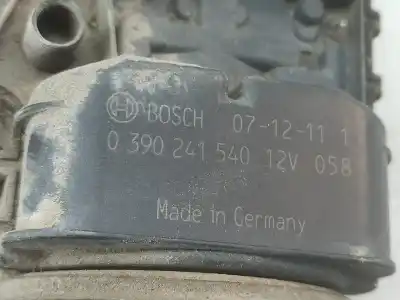 BOSCH 07-12-11 1
0 390 241 540 12V 058
Made in Germany